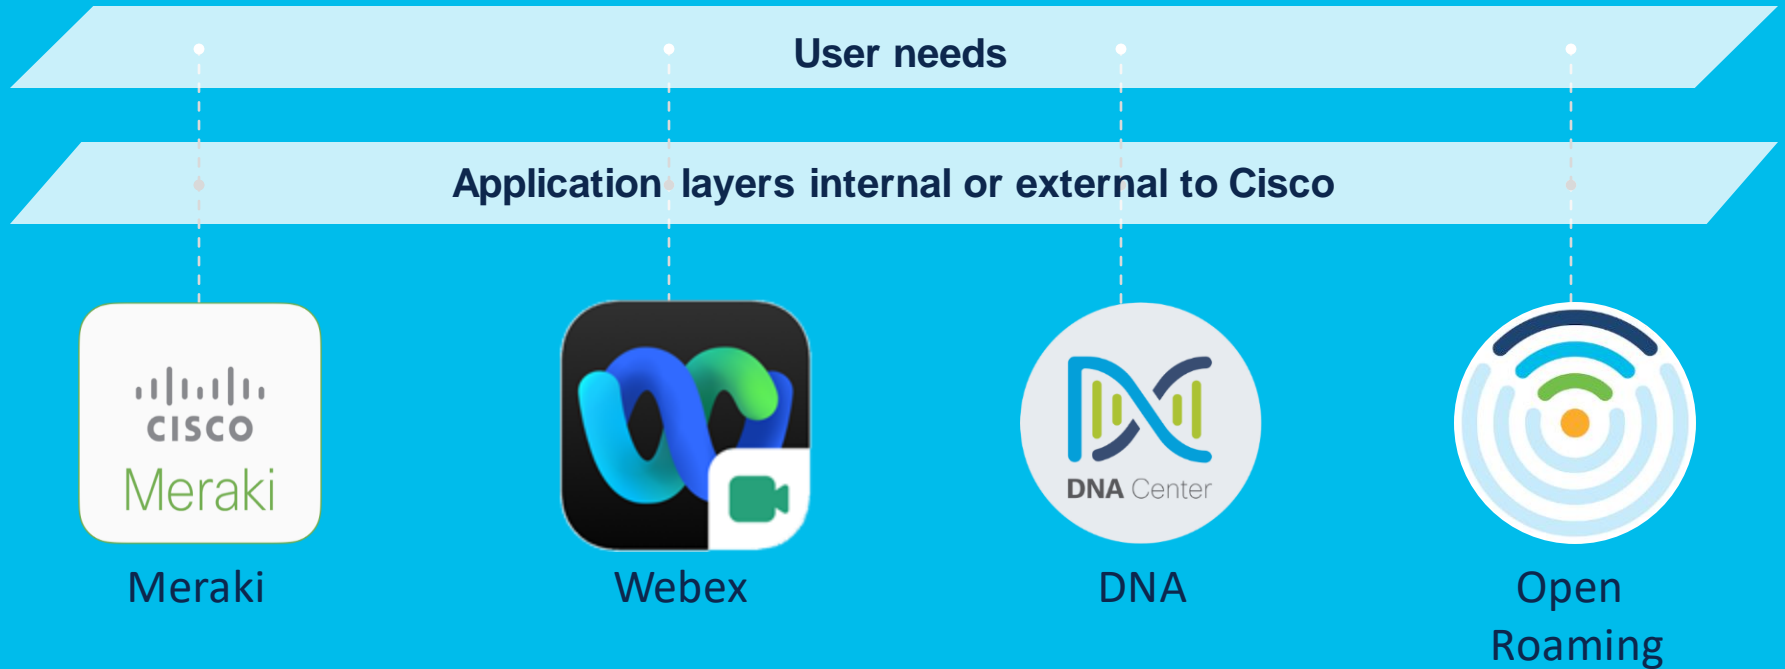 User needs
Application layers internal or external to Cisco
CISCO
Meraki
DNA Center
Meraki
Webex
DNA
Open
Roaming